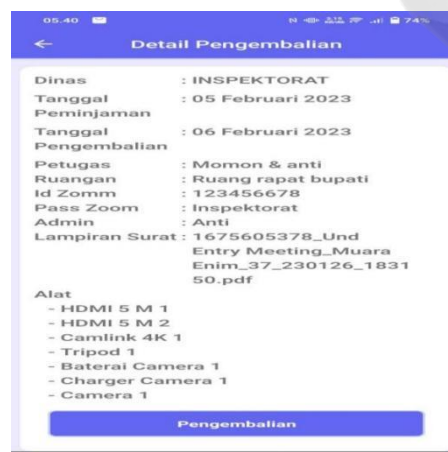 05.40 74%
Detail Pengembalian
Dinas : INSPEKTORAT
Tanggal : 05 Februari 2023
Peminjaman
Tanggal : 06 Februari 2023
Pengembalian
Petugas : Momon & anti
Ruangan : Ruang rapat bupati
Id Zomm : 123456678
Pass Zoom : Inspektorat
Admin : Anti
Lampiran Surat : 1675605378_Und
Entry Meeting_Muara
Enim_37_230126_1831
50.pdf
Alat
- HDMI 5 M 1
- HDMI 5 M 2
- Camlink 4K 1
- Tripod 1
- Baterai Camera 1
- Charger Camera 1
- Camera 1
Pengembalian